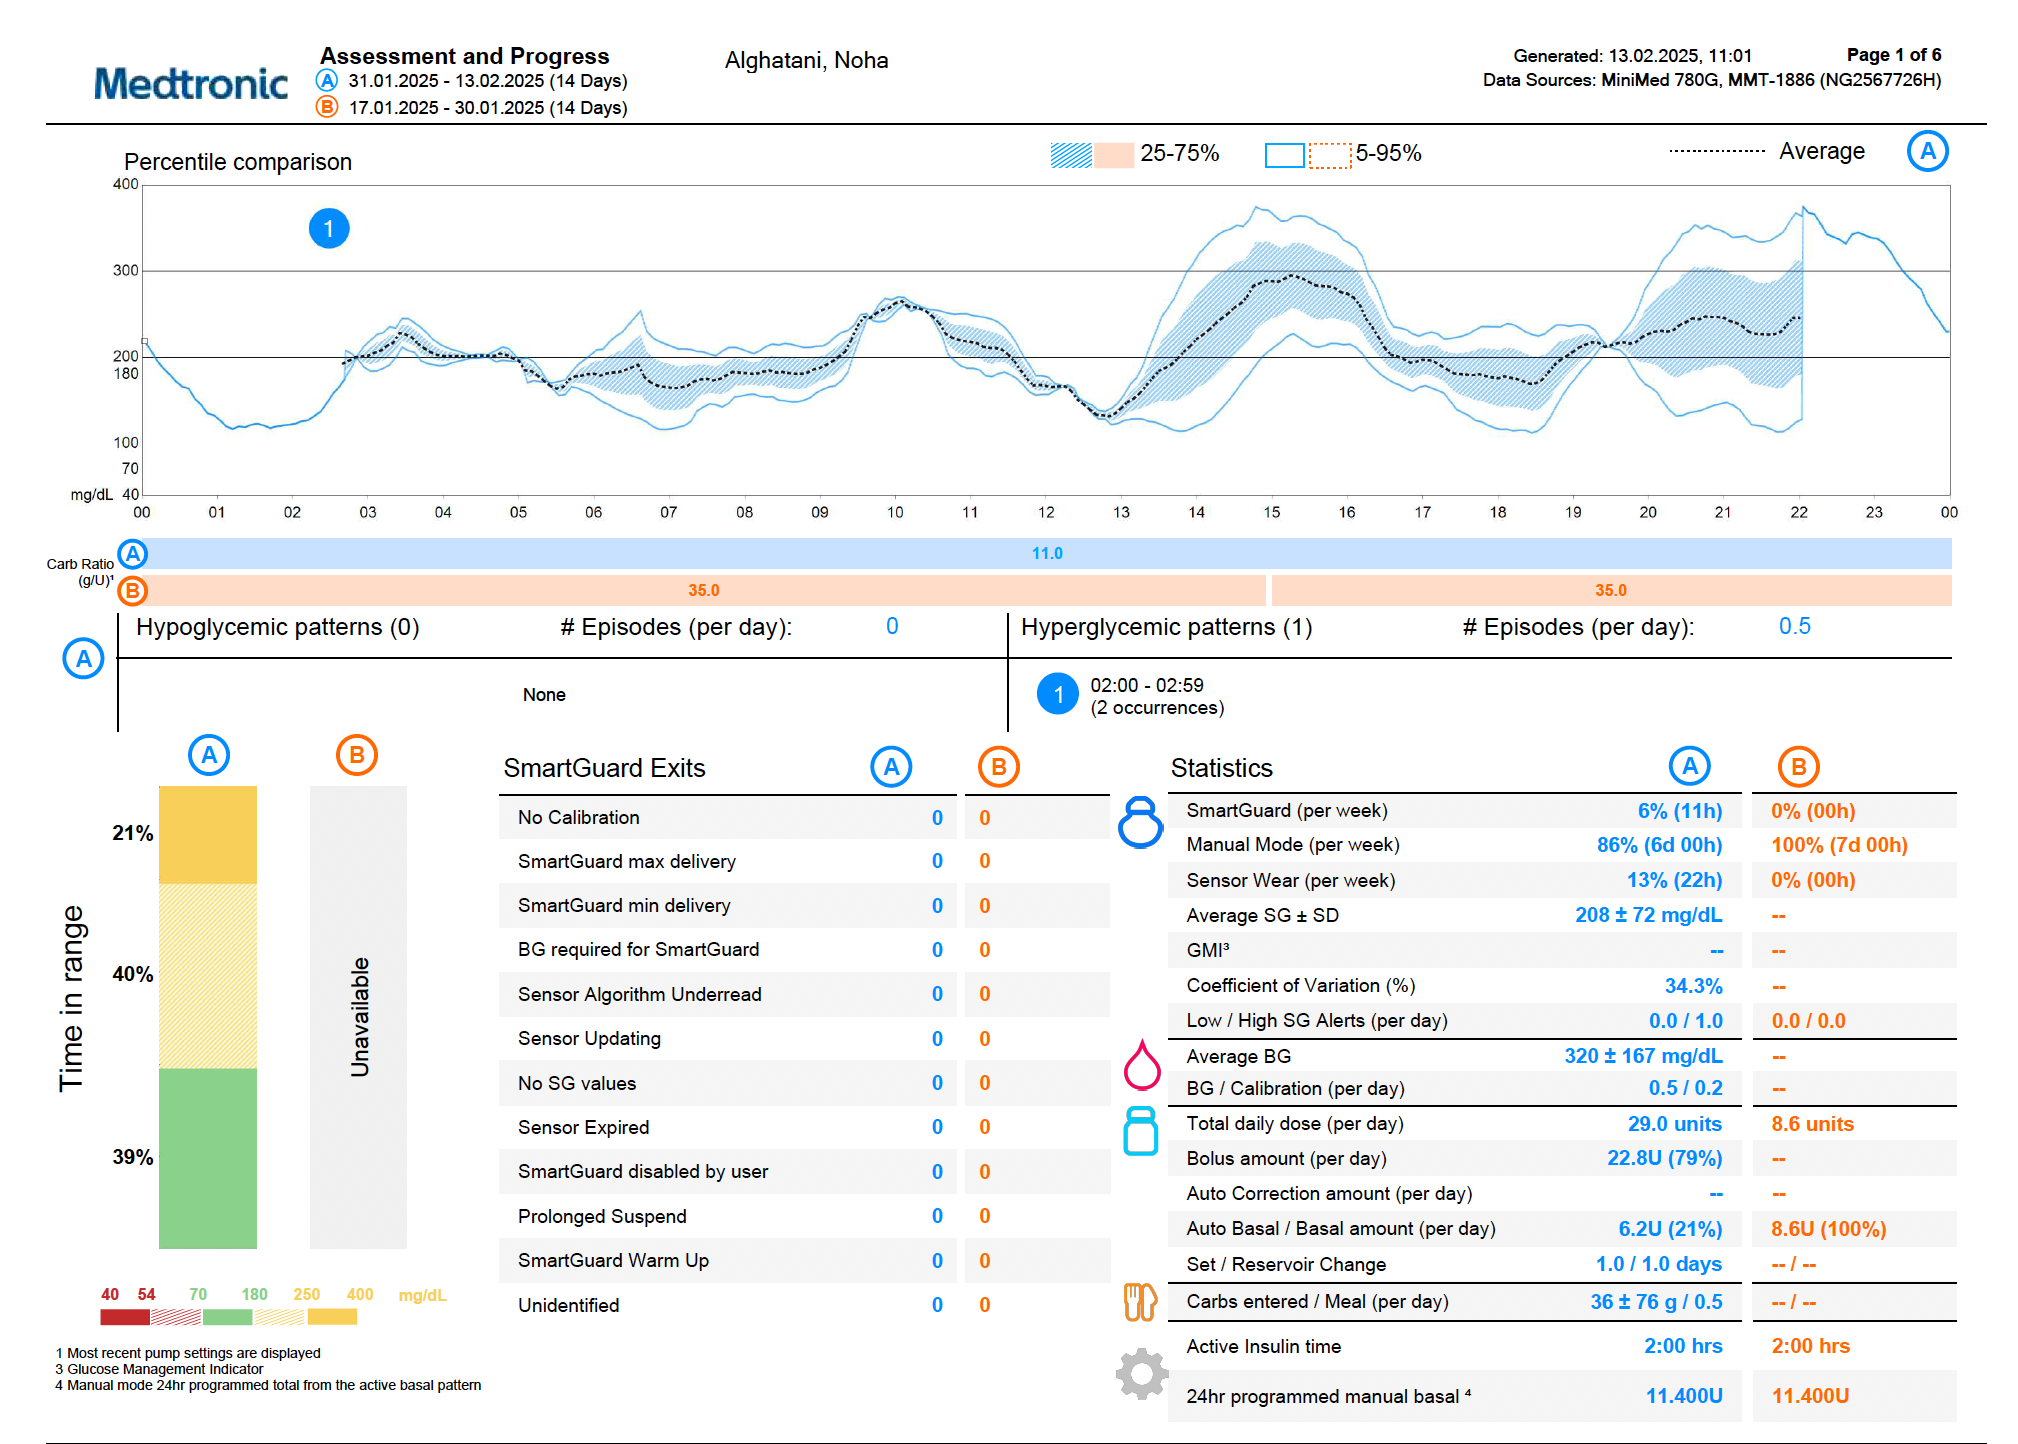 Medtronic
Assessment and Progress
A 31.01.2025 - 13.02.2025 (14 Days)
B 17.01.2025 - 30.01.2025 (14 Days)
Alghatani, Noha
Generated: 13.02.2025, 11:01 Page 1 of 6
Data Sources: MiniMed 780G, MMT-1886 (NG2567726H)
Percentile comparison
25-75% 5-95% Average A
400
1
300
200
180
100
70
mg/dL 40
00 01 02 03 04 05 06 07 08 09 10 11 12 13 14 15 16 17 18 19 20 21 22 23 00
Carb Ratio (g/U)¹
A 11.0
B 35.0 35.0
A
Hypoglycemic patterns (0) # Episodes (per day): 0
None
Hyperglycemic patterns (1) # Episodes (per day): 0.5
1 02:00 - 02:59
(2 occurrences)
Time in range
A B
21%
40%
39%
Unavailable
40 54 70 180 250 400 mg/dL
1 Most recent pump settings are displayed
3 Glucose Management Indicator
4 Manual mode 24hr programmed total from the active basal pattern
SmartGuard Exits A B
No Calibration 0 0
SmartGuard max delivery 0 0
SmartGuard min delivery 0 0
BG required for SmartGuard 0 0
Sensor Algorithm Underread 0 0
Sensor Updating 0 0
No SG values 0 0
Sensor Expired 0 0
SmartGuard disabled by user 0 0
Prolonged Suspend 0 0
SmartGuard Warm Up 0 0
Unidentified 0 0
Statistics A B
SmartGuard (per week) 6% (11h) 0% (00h)
Manual Mode (per week) 86% (6d 00h) 100% (7d 00h)
Sensor Wear (per week) 13% (22h) 0% (00h)
Average SG ± SD 208 ± 72 mg/dL --
GMI³ -- --
Coefficient of Variation (%) 34.3% --
Low / High SG Alerts (per day) 0.0 / 1.0 0.0 / 0.0
Average BG 320 ± 167 mg/dL --
BG / Calibration (per day) 0.5 / 0.2 --
Total daily dose (per day) 29.0 units 8.6 units
Bolus amount (per day) 22.8U (79%) --
Auto Correction amount (per day) -- --
Auto Basal / Basal amount (per day) 6.2U (21%) 8.6U (100%)
Set / Reservoir Change 1.0 / 1.0 days -- / --
Carbs entered / Meal (per day) 36 ± 76 g / 0.5 -- / --
Active Insulin time 2:00 hrs 2:00 hrs
24hr programmed manual basal ⁴ 11.400U 11.400U